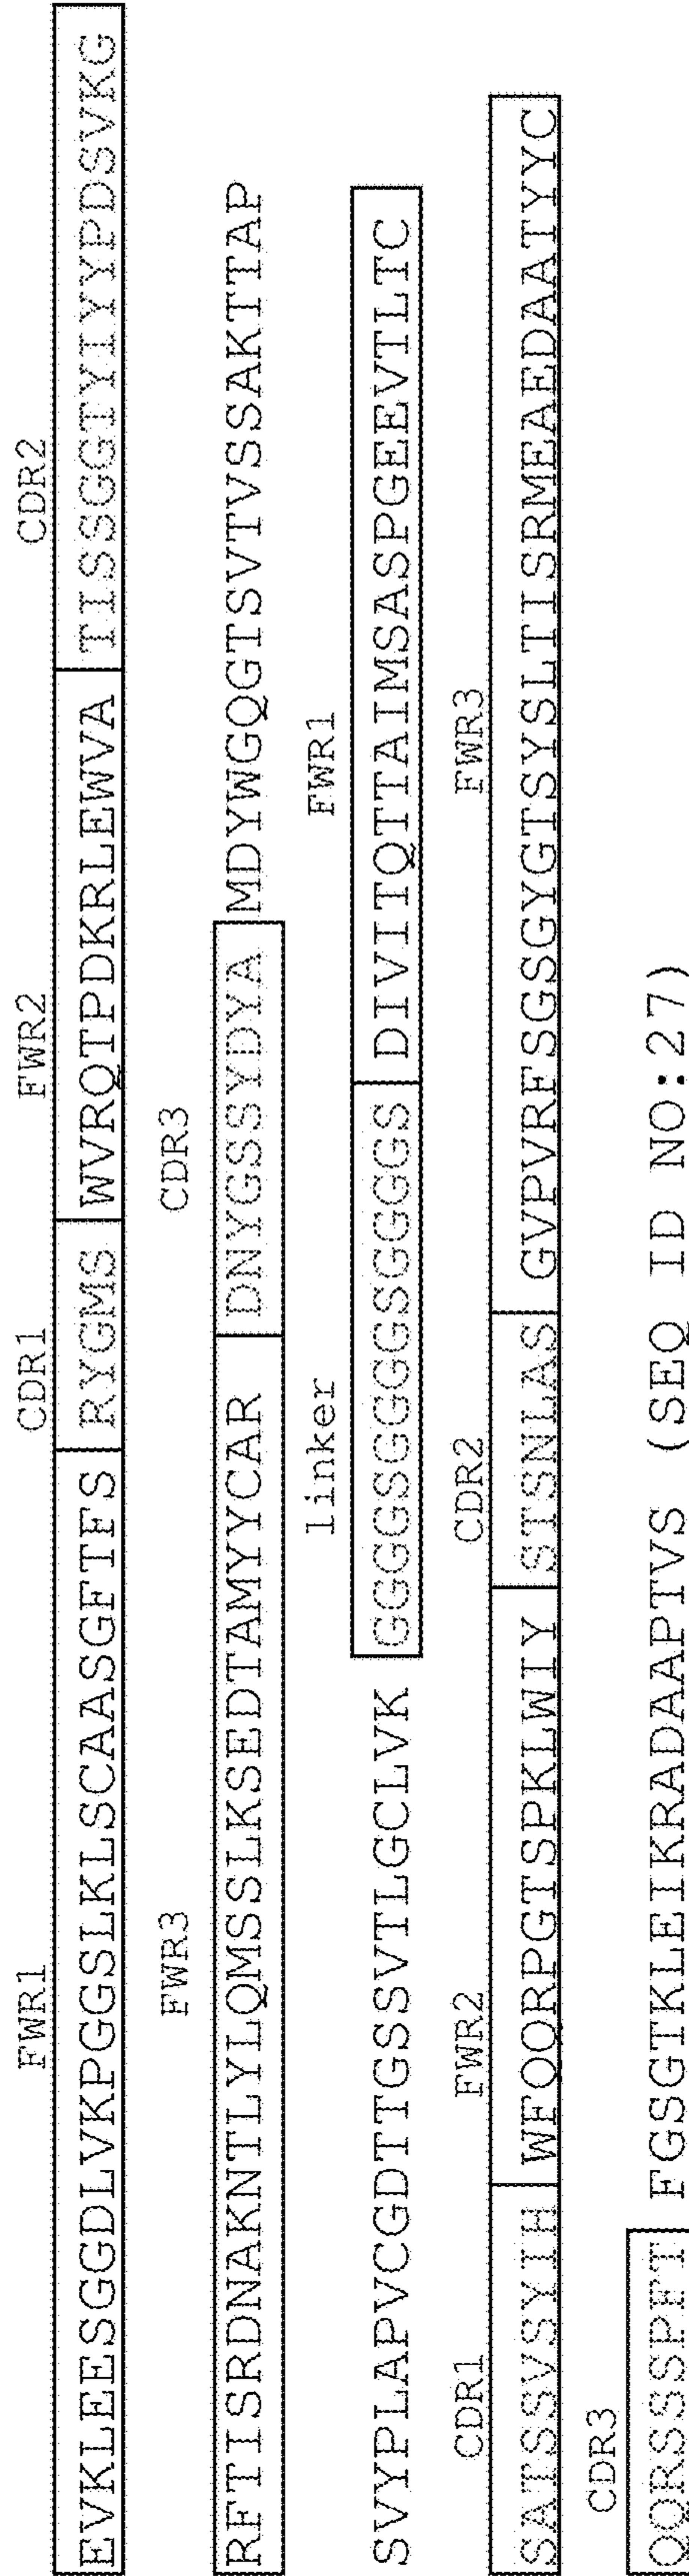 FWR1 CDR1 FWR2 CDR2
EVKLEESGGDLVKPGGSLKLSCAASGFTFS RYGMS WVRQTPDKRLEWVA TISSGGTYIYYPDSVKG
FWR3 CDR3
RFTISRDNAKNTLYLQMSSLKSEDTAMYYCAR DNYGSSYDYA MDYWGQGTSVTVSSAKTTAP
linker FWR1
SVYPLAPVCGDTTGSSVTLGCLVK GGGGSGGGGSGGGGS DIVITQTTAIMSASPGEEVTLTC
CDR1 FWR2 CDR2 FWR3
SATSSVSYIH WFQQRPGTSPKLWIY STSNLAS GVPVRFSGSGYGTSYSLTISRMEAEDAATYYC
CDR3
QQRSSSPFT FGSGTKLEIKRADAAPTVS (SEQ ID NO:27)